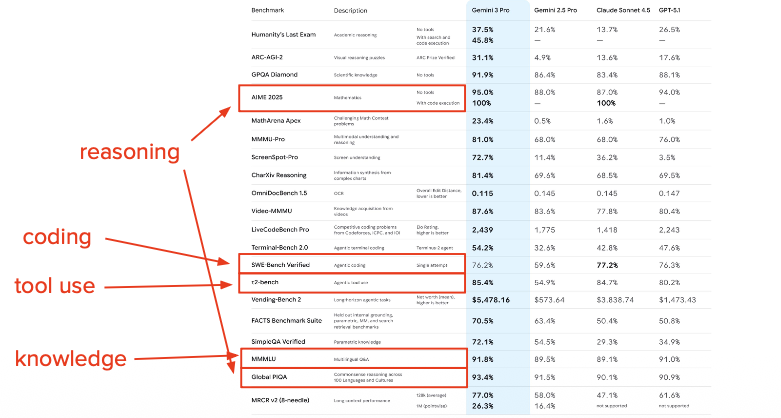 Benchmark Description Gemini 3 Pro Gemini 2.5 Pro Claude Sonnet 4.5 GPT-5.1
Humanity's Last Exam Academic reasoning No tools 37.5% 21.6% 13.7% 26.5%
With search and code execution 45.8% — — —
ARC-AGI-2 Visual reasoning puzzles ARC Prize Verified 31.1% 4.9% 13.6% 17.6%
GPQA Diamond Scientific knowledge No tools 91.9% 86.4% 83.4% 88.1%
AIME 2025 Mathematics No tools 95.0% 88.0% 87.0% 94.0%
With code execution 100% — 100% —
MathArena Apex Challenging Math Contest problems 23.4% 0.5% 1.6% 1.0%
MMMU-Pro Multimodal understanding and reasoning 81.0% 68.0% 68.0% 76.0%
reasoning
ScreenSpot-Pro Screen understanding 72.7% 11.4% 36.2% 3.5%
CharXiv Reasoning Information synthesis from complex charts 81.4% 69.6% 68.5% 69.5%
OmniDocBench 1.5 OCR Overall Edit Distance, lower is better 0.115 0.145 0.145 0.147
Video-MMMU Knowledge acquisition from videos 87.6% 83.6% 77.8% 80.4%
LiveCodeBench Pro Competitive coding problems from Codeforces, ICPC, and IOI Elo Rating, higher is better 2,439 1,775 1,418 2,243
coding
Terminal-Bench 2.0 Agentic terminal coding Terminus 2 agent 54.2% 32.6% 42.8% 47.6%
SWE-Bench Verified Agentic coding Single attempt 76.2% 59.6% 77.2% 76.3%
tool use
τ2-bench Agentic tool use 85.4% 54.9% 84.7% 80.2%
Vending-Bench 2 Long-horizon agentic tasks Net worth (mean), higher is better $5,478.16 $573.64 $3,838.74 $1,473.43
FACTS Benchmark Suite Held out internal grounding, parametric, MM, and search retrieval benchmarks 70.5% 63.4% 50.4% 50.8%
SimpleQA Verified Parametric knowledge 72.1% 54.5% 29.3% 34.9%
knowledge
MMMLU Multilingual Q&A 91.8% 89.5% 89.1% 91.0%
Global PIQA Commonsense reasoning across 100 Languages and Cultures 93.4% 91.5% 90.1% 90.9%
MRCR v2 (8-needle) Long context performance 128k (average) 77.0% 58.0% 47.1% 61.6%
1M (pointwise) 26.3% 16.4% not supported not supported